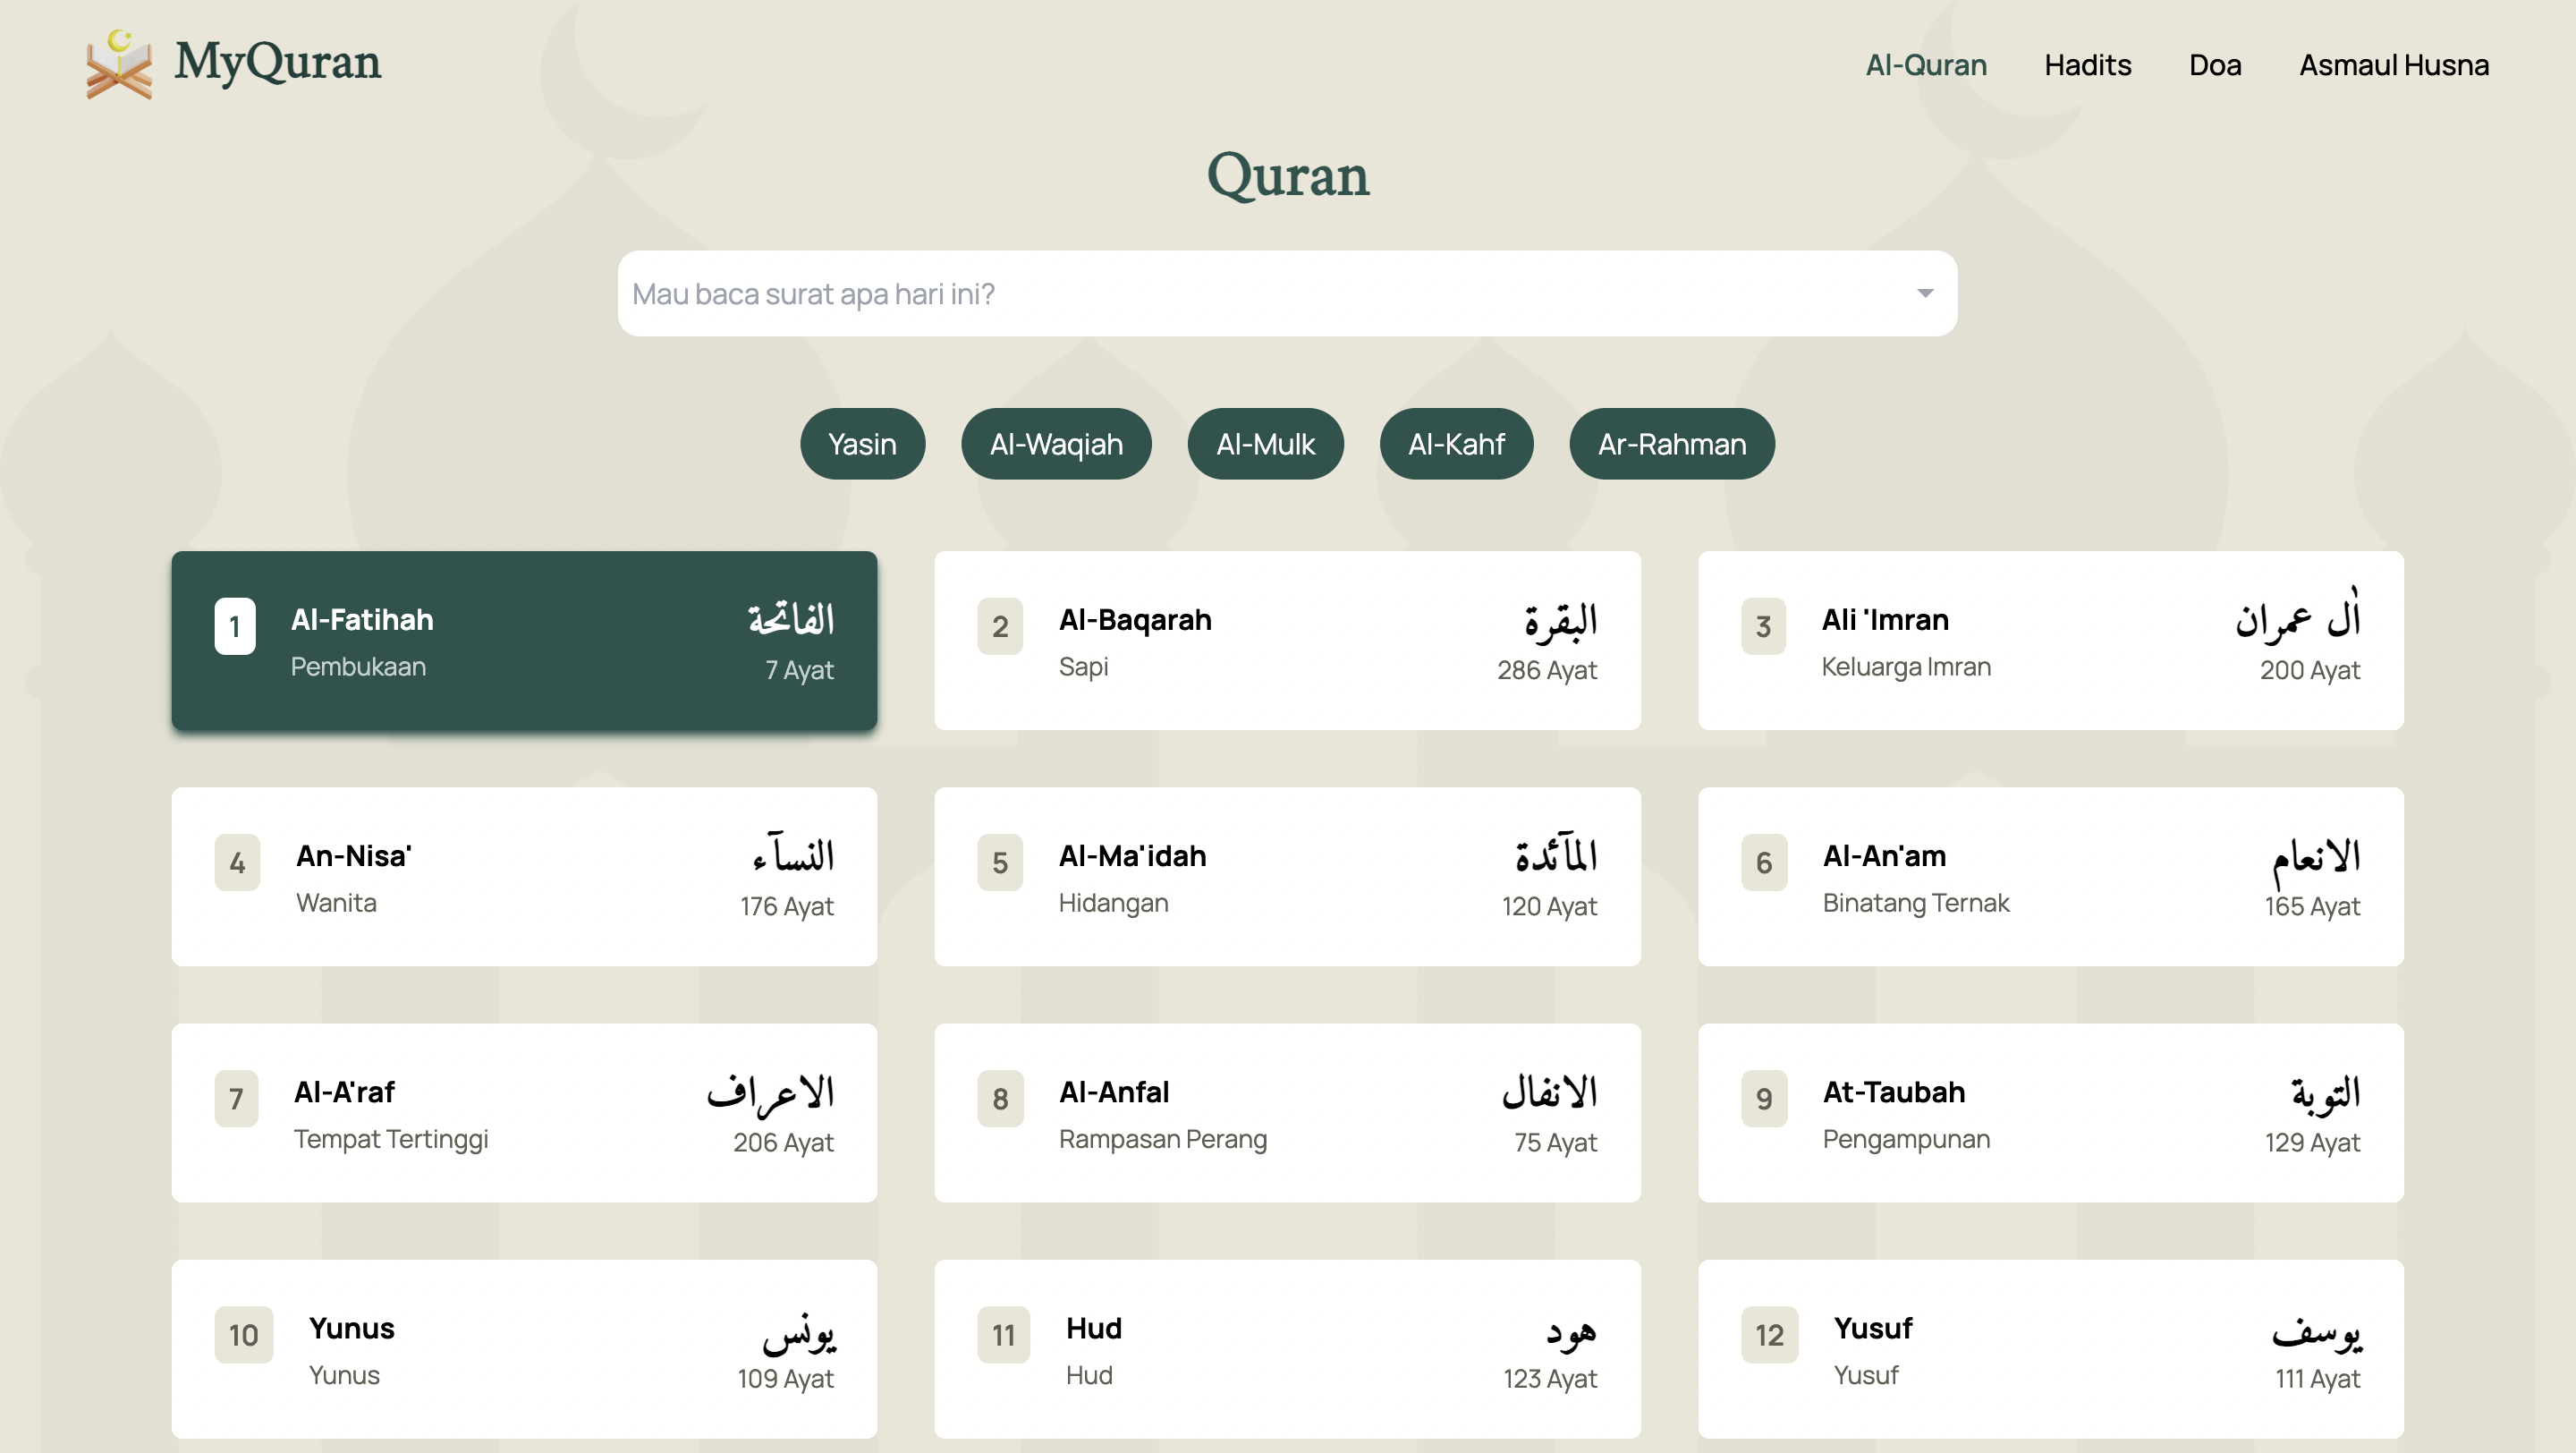 MyQuran
Al-Quran Hadits Doa Asmaul Husna
Quran
Mau baca surat apa hari ini?
Yasin Al-Waqiah Al-Mulk Al-Kahf Ar-Rahman
1 Al-Fatihah الفاتحة
Pembukaan 7 Ayat
2 Al-Baqarah البقرة
Sapi 286 Ayat
3 Ali 'Imran اٰل عمران
Keluarga Imran 200 Ayat
4 An-Nisa' النسآء
Wanita 176 Ayat
5 Al-Ma'idah المآئدة
Hidangan 120 Ayat
6 Al-An'am الانعام
Binatang Ternak 165 Ayat
7 Al-A'raf الاعراف
Tempat Tertinggi 206 Ayat
8 Al-Anfal الانفال
Rampasan Perang 75 Ayat
9 At-Taubah التوبة
Pengampunan 129 Ayat
10 Yunus يونس
Yunus 109 Ayat
11 Hud هود
Hud 123 Ayat
12 Yusuf يوسف
Yusuf 111 Ayat